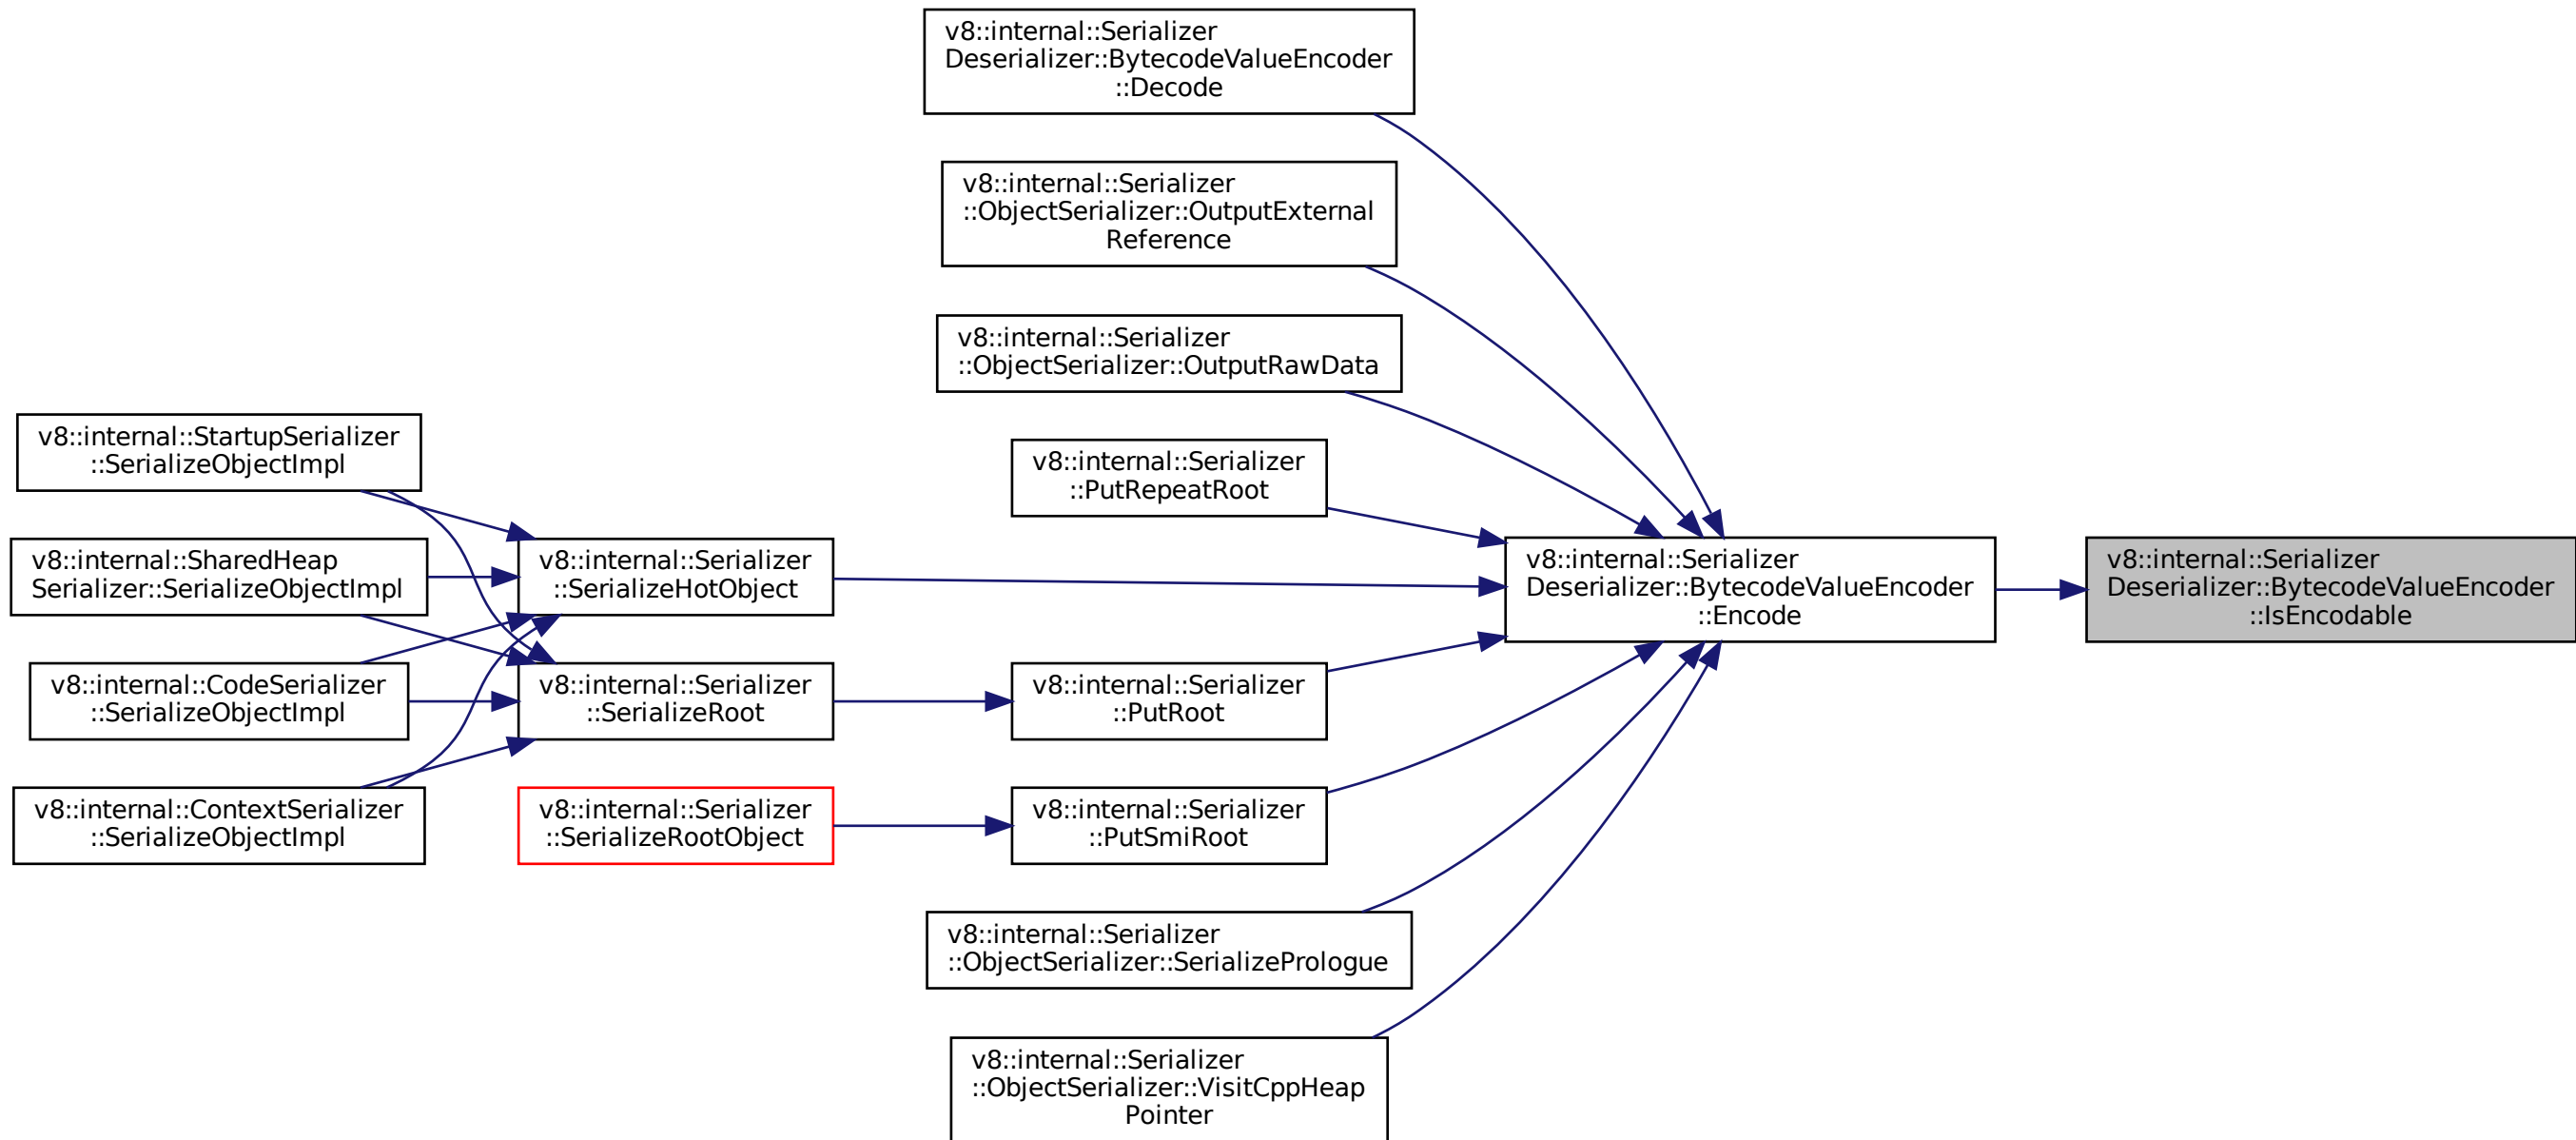 v8::internal::Serializer
Deserializer::BytecodeValueEncoder
::Decode
v8::internal::Serializer
::ObjectSerializer::OutputExternal
Reference
v8::internal::Serializer
::ObjectSerializer::OutputRawData
v8::internal::StartupSerializer
::SerializeObjectImpl
v8::internal::Serializer
::PutRepeatRoot
v8::internal::SharedHeap
Serializer::SerializeObjectImpl
v8::internal::Serializer
::SerializeHotObject
v8::internal::Serializer
Deserializer::BytecodeValueEncoder
::Encode
v8::internal::Serializer
Deserializer::BytecodeValueEncoder
::IsEncodable
v8::internal::CodeSerializer
::SerializeObjectImpl
v8::internal::Serializer
::SerializeRoot
v8::internal::Serializer
::PutRoot
v8::internal::ContextSerializer
::SerializeObjectImpl
v8::internal::Serializer
::SerializeRootObject
v8::internal::Serializer
::PutSmiRoot
v8::internal::Serializer
::ObjectSerializer::SerializePrologue
v8::internal::Serializer
::ObjectSerializer::VisitCppHeap
Pointer